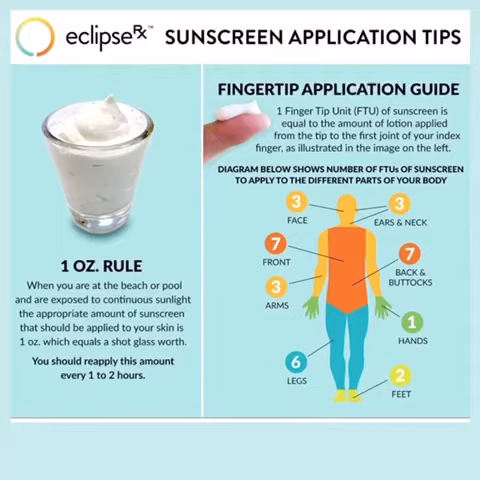 eclipseRx™ SUNSCREEN APPLICATION TIPS
1 OZ. RULE
When you are at the beach or pool
and are exposed to continuous sunlight
the appropriate amount of sunscreen
that should be applied to your skin is
1 oz. which equals a shot glass worth.
You should reapply this amount
every 1 to 2 hours.
FINGERTIP APPLICATION GUIDE
1 Finger Tip Unit (FTU) of sunscreen is
equal to the amount of lotion applied
from the tip to the first joint of your index
finger, as illustrated in the image on the left.
DIAGRAM BELOW SHOWS NUMBER OF FTUs OF SUNSCREEN
TO APPLY TO THE DIFFERENT PARTS OF YOUR BODY
3
FACE
3
EARS & NECK
7
FRONT
7
BACK &
BUTTOCKS
3
ARMS
1
HANDS
6
LEGS
2
FEET